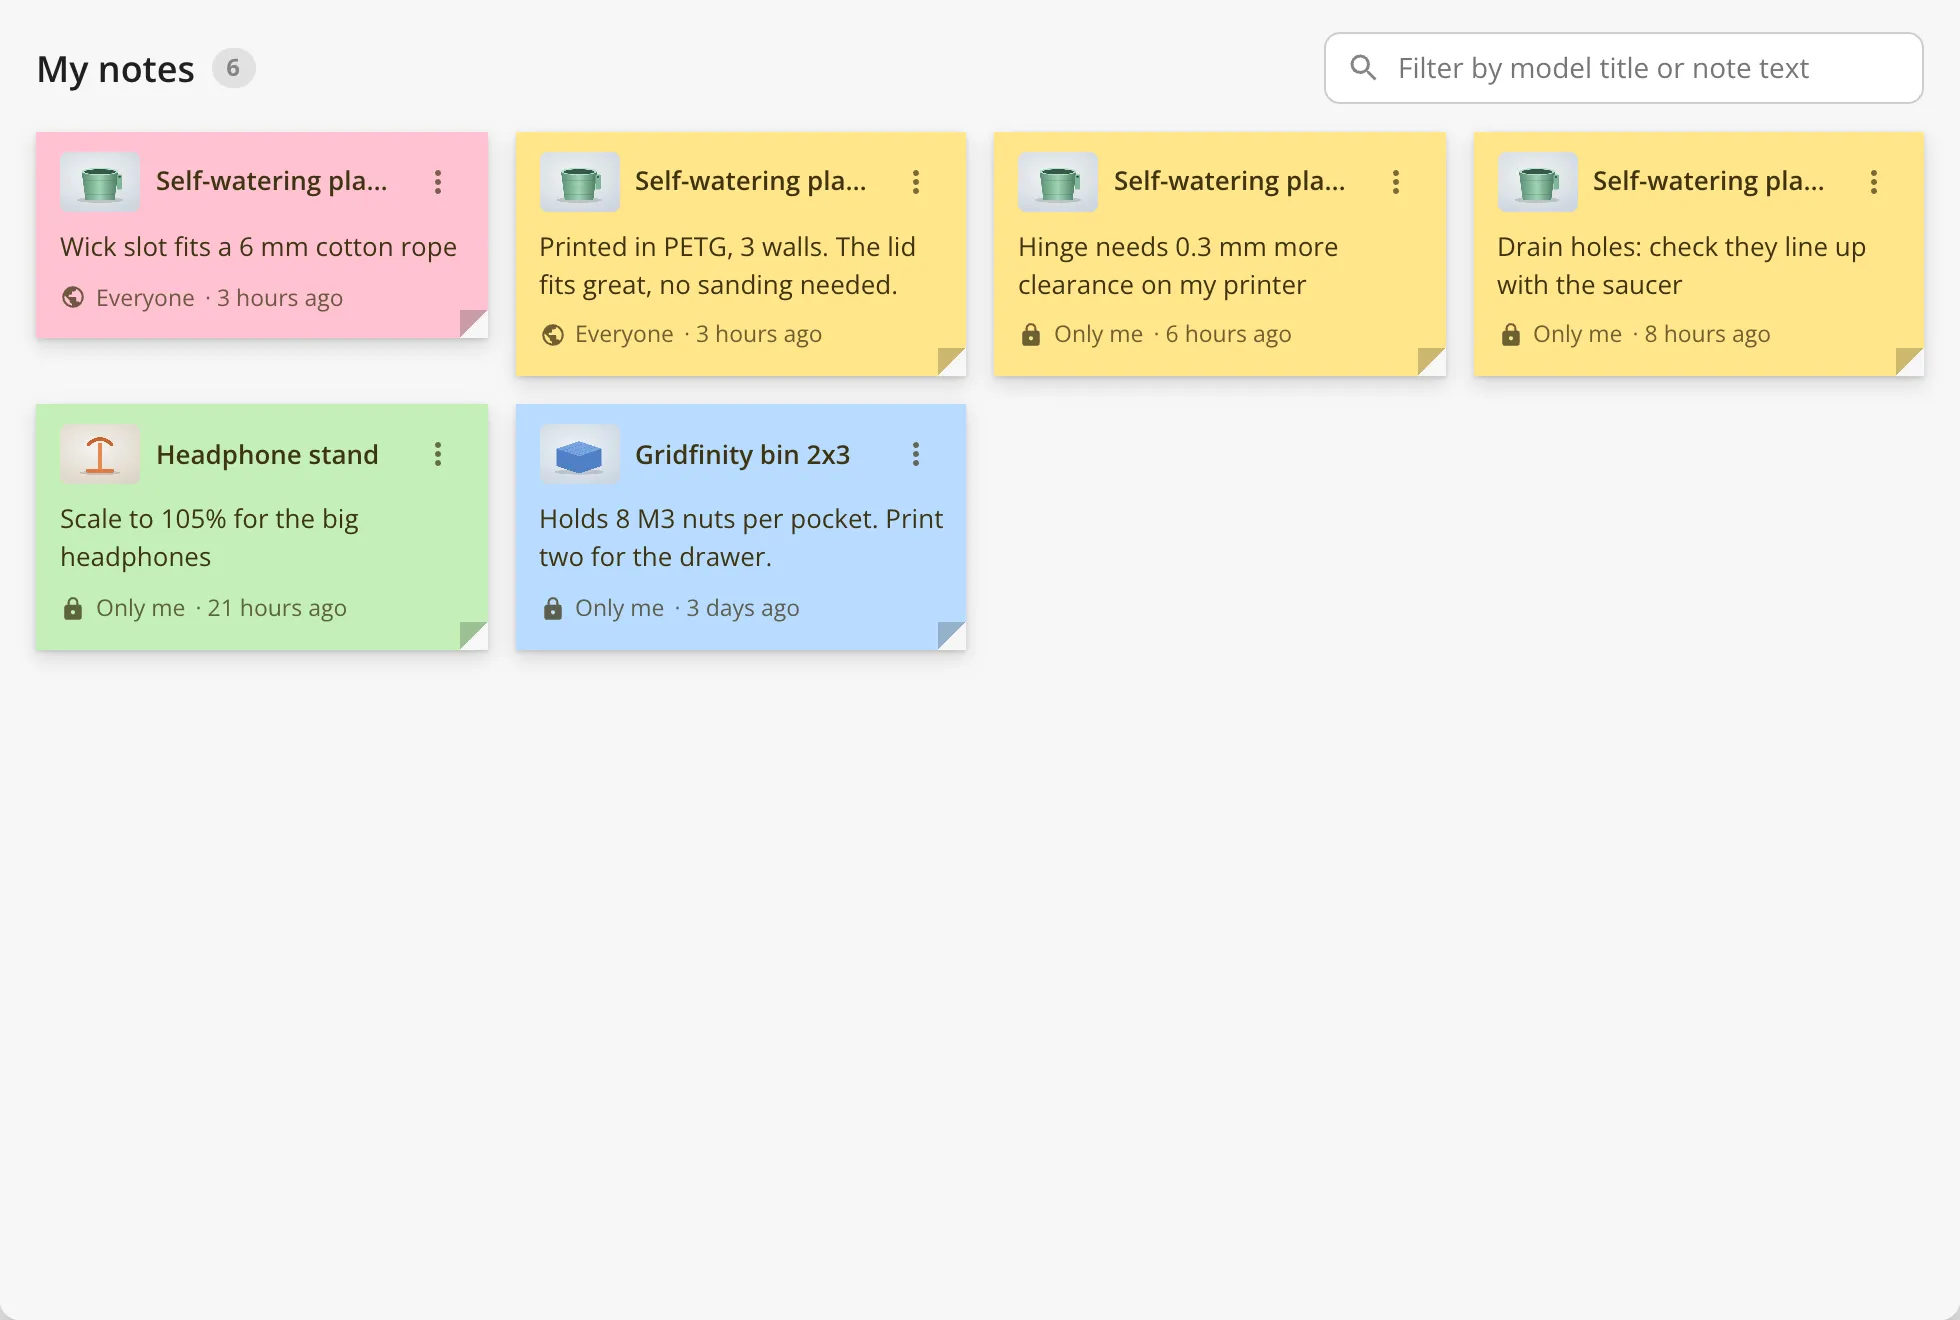 My notes 6
Filter by model title or note text
Self-watering pla...
Wick slot fits a 6 mm cotton rope
Everyone · 3 hours ago
Self-watering pla...
Printed in PETG, 3 walls. The lid
fits great, no sanding needed.
Everyone · 3 hours ago
Self-watering pla...
Hinge needs 0.3 mm more
clearance on my printer
Only me · 6 hours ago
Self-watering pla...
Drain holes: check they line up
with the saucer
Only me · 8 hours ago
Headphone stand
Scale to 105% for the big
headphones
Only me · 21 hours ago
Gridfinity bin 2x3
Holds 8 M3 nuts per pocket. Print
two for the drawer.
Only me · 3 days ago